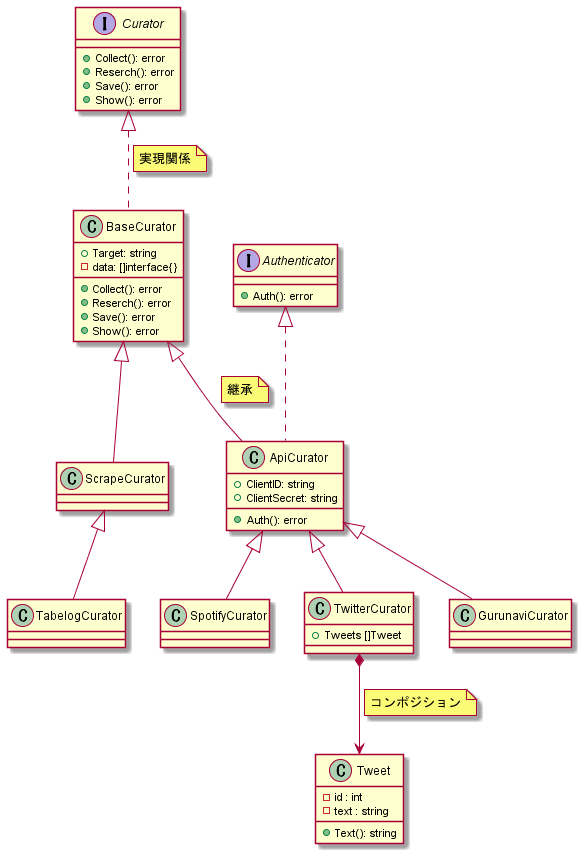 I Curator
Collect(): error
Reserch(): error
Save(): error
Show(): error
実現関係
C BaseCurator
Target: string
data: []interface{}
Collect(): error
Reserch(): error
Save(): error
Show(): error
I Authenticator
Auth(): error
継承
C ScrapeCurator
C ApiCurator
ClientID: string
ClientSecret: string
Auth(): error
C TabelogCurator
C SpotifyCurator
C TwitterCurator
Tweets []Tweet
C GurunaviCurator
コンポジション
C Tweet
id : int
text : string
Text(): string